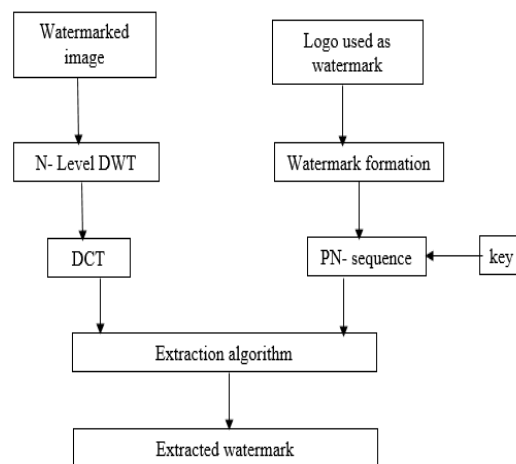 Watermarked
image
Logo used as
watermark
N- Level DWT
Watermark formation
DCT
PN- sequence
key
Extraction algorithm
Extracted watermark